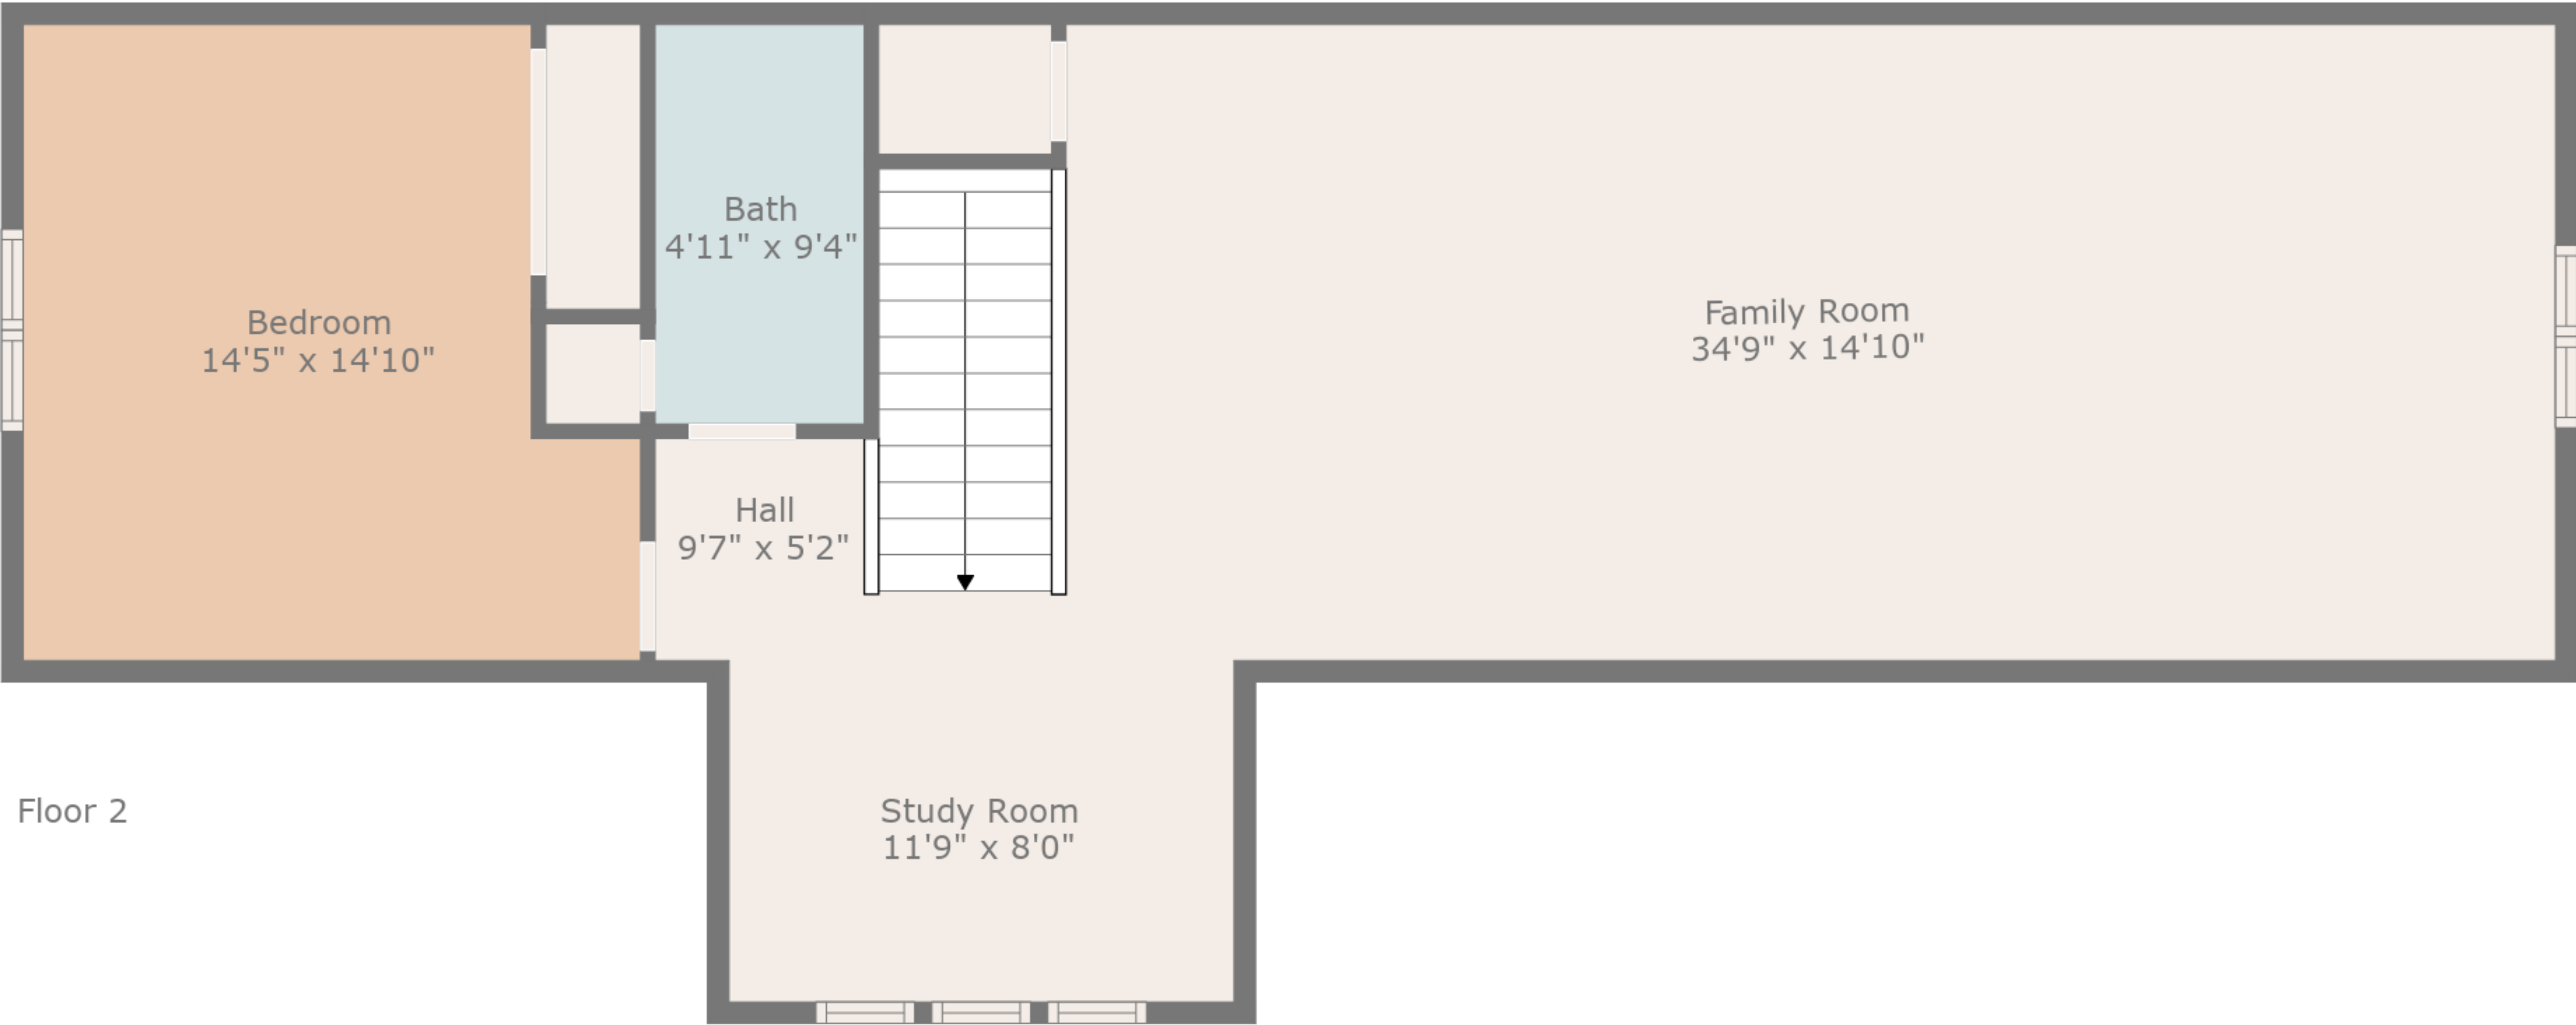 Bedroom
14'5" x 14'10"
Bath
4'11" x 9'4"
Hall
9'7" x 5'2"
Family Room
34'9" x 14'10"
Study Room
11'9" x 8'0"
Floor 2